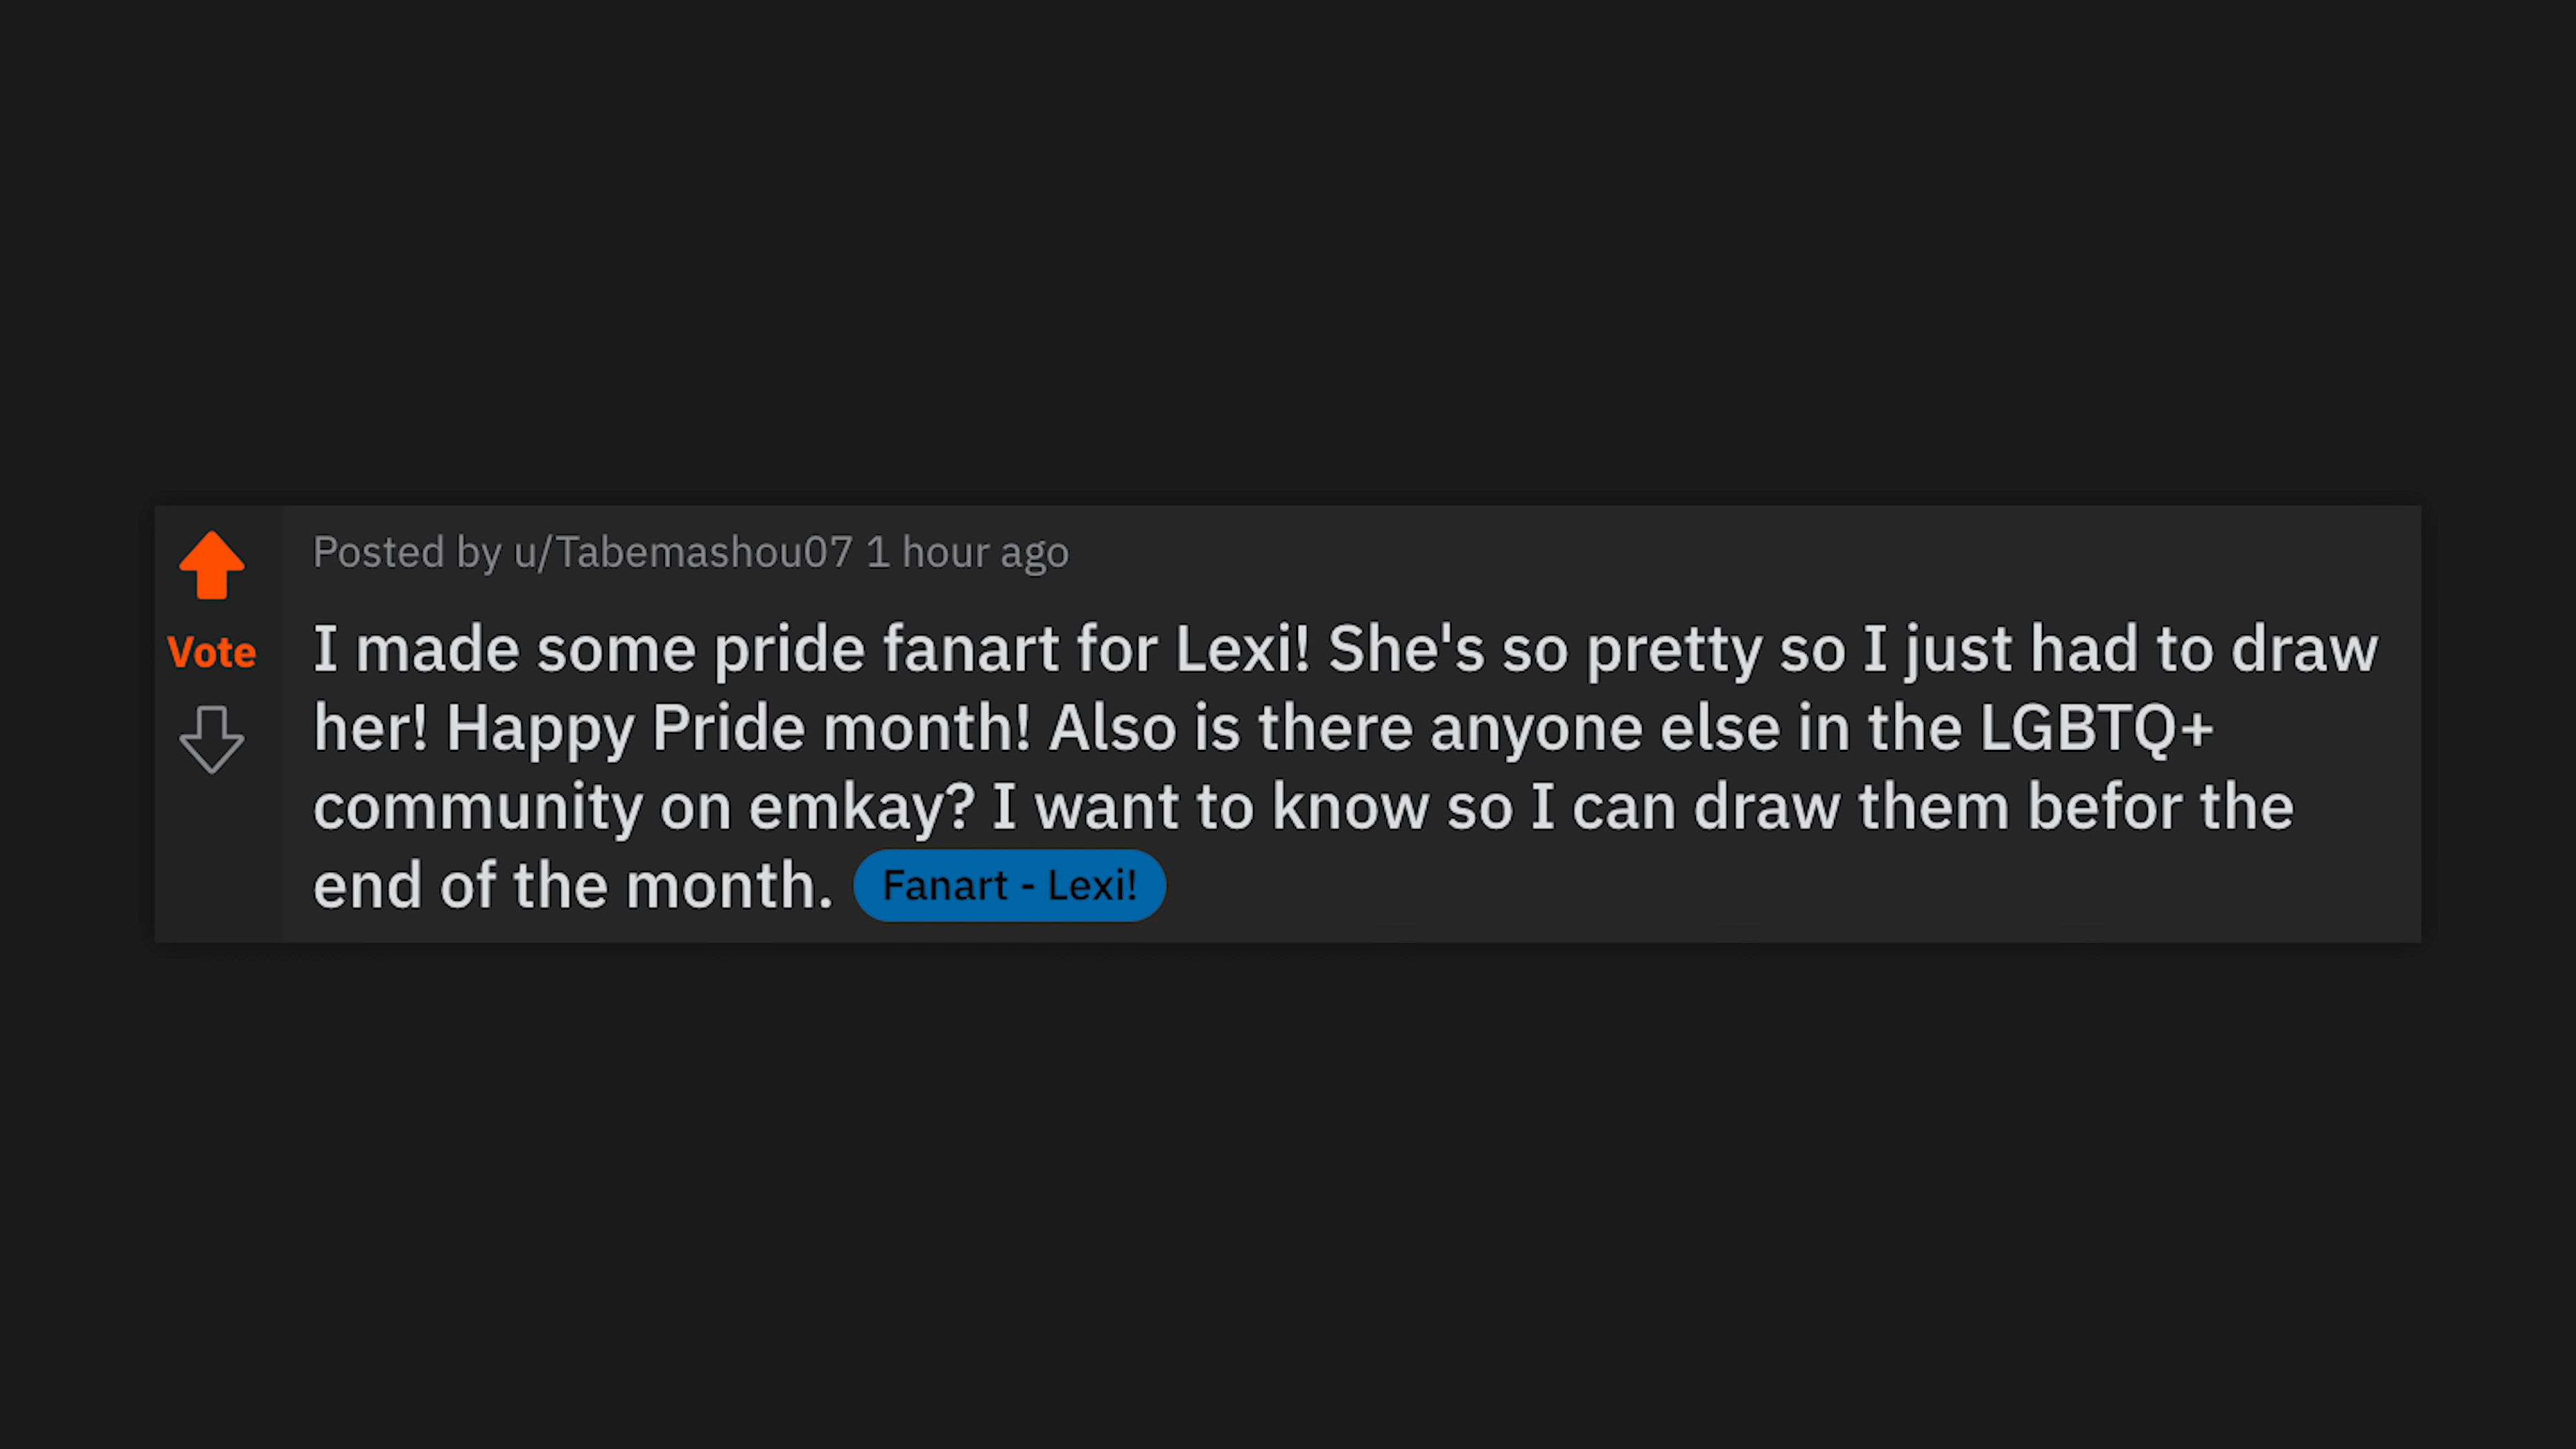 Posted by u/Tabemashou07 1 hour ago
Vote
I made some pride fanart for Lexi! She's so pretty so I just had to draw
her! Happy Pride month! Also is there anyone else in the LGBTQ+
community on emkay? I want to know so I can draw them befor the
end of the month. Fanart - Lexi!